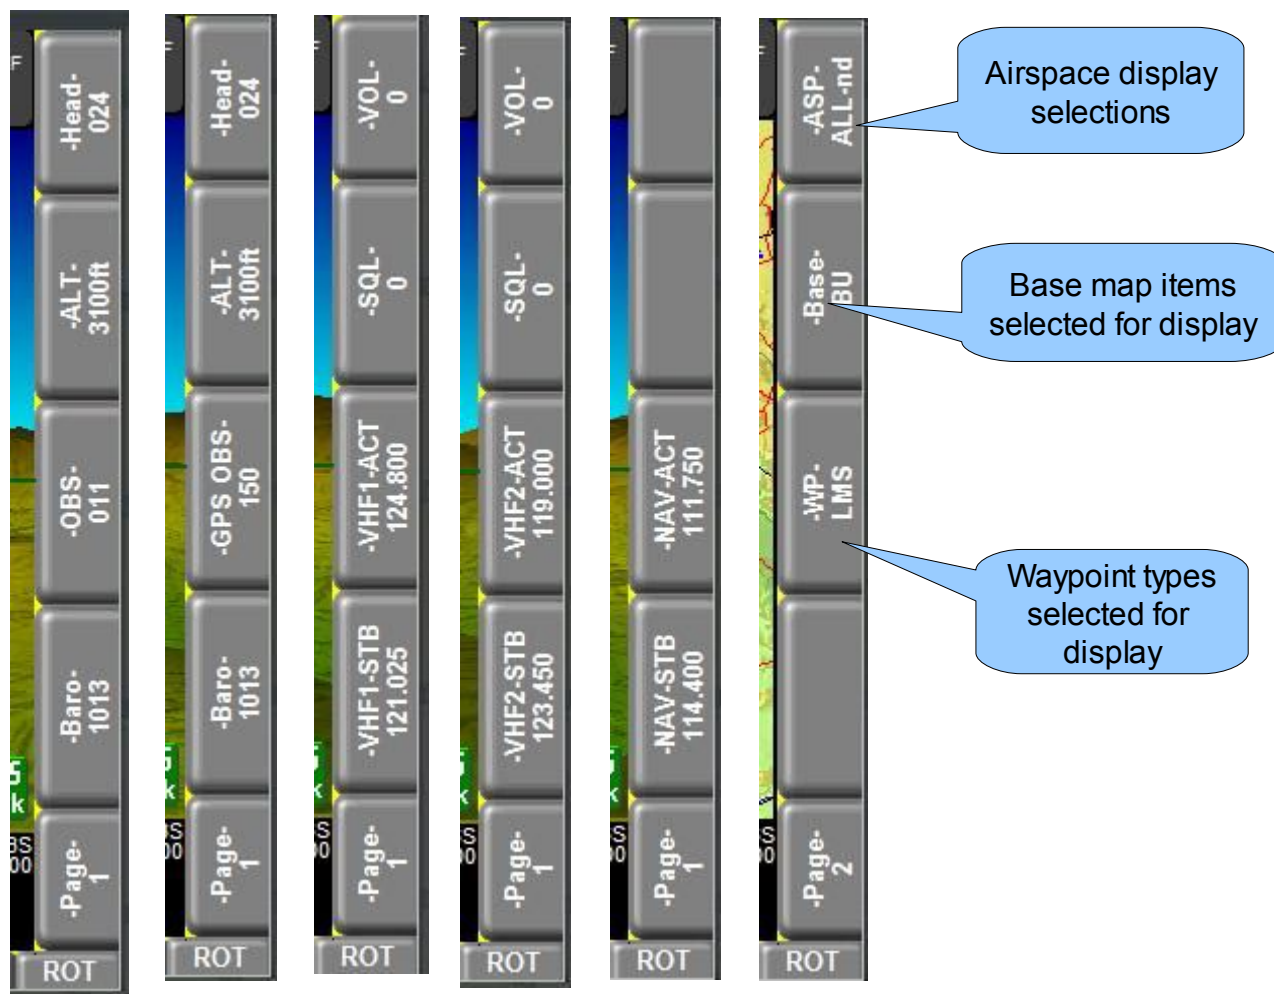 F
-Head-
024
-ALT-
3100ft
-OBS-
011
-Baro-
1013
-Page-
1
ROT
-Head-
024
-ALT-
3100ft
-GPS OBS-
150
-Baro-
1013
-Page-
1
ROT
-VOL-
0
-SQL-
0
-VHF1-ACT
124.800
-VHF1-STB
121.025
-Page-
1
ROT
-VOL-
0
-SQL-
0
-VHF2-ACT
119.000
-VHF2-STB
123.450
-Page-
1
ROT
-NAV-ACT
111.750
-NAV-STB
114.400
-Page-
1
ROT
-ASP-
ALL-nd
-Base-
BU
-WP-
LMS
-Page-
2
ROT
Airspace display
selections
Base map items
selected for display
Waypoint types
selected for
display